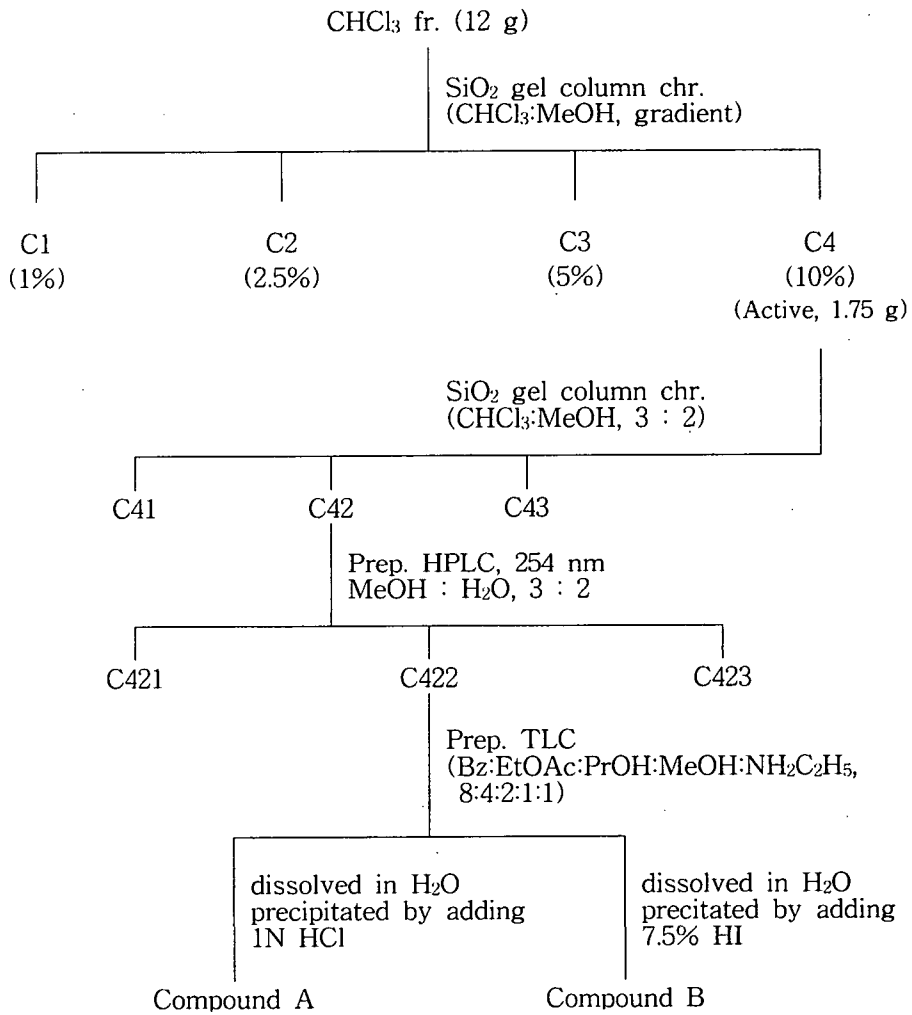 CHCl₃ fr. (12 g)
SiO₂ gel column chr.
(CHCl₃:MeOH, gradient)
C1
(1%)
C2
(2.5%)
C3
(5%)
C4
(10%)
(Active, 1.75 g)
SiO₂ gel column chr.
(CHCl₃:MeOH, 3 : 2)
C41
C42
C43
Prep. HPLC, 254 nm
MeOH : H₂O, 3 : 2
C421
C422
C423
Prep. TLC
(Bz:EtOAc:PrOH:MeOH:NH₂C₂H₅,
8:4:2:1:1)
dissolved in H₂O
precipitated by adding
1N HCl
dissolved in H₂O
precitated by adding
7.5% HI
Compound A
Compound B